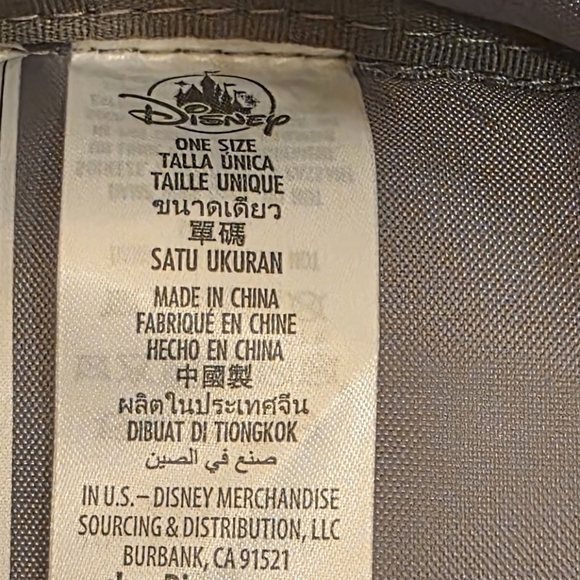 Disney
ONE SIZE
TALLA ÚNICA
TAILLE UNIQUE
ขนาดเดียว
單碼
SATU UKURAN
MADE IN CHINA
FABRIQUÉ EN CHINE
HECHO EN CHINA
中國製
ผลิตในประเทศจีน
DIBUAT DI TIONGKOK
صنع في الصين
IN U.S. – DISNEY MERCHANDISE
SOURCING & DISTRIBUTION, LLC
BURBANK, CA 91521